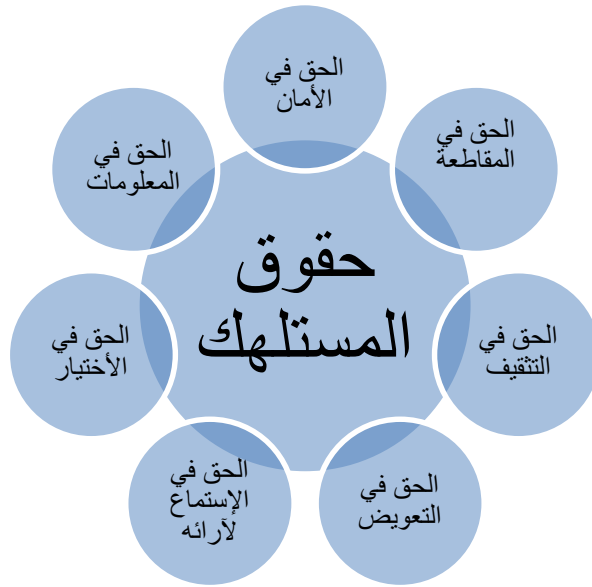 حقوق
المستلهك
الحق في
الأمان
الحق في
المقاطعة
الحق في
التثقيف
الحق في
التعويض
الحق في
الإستماع
لآرائه
الحق في
الأختيار
الحق في
المعلومات